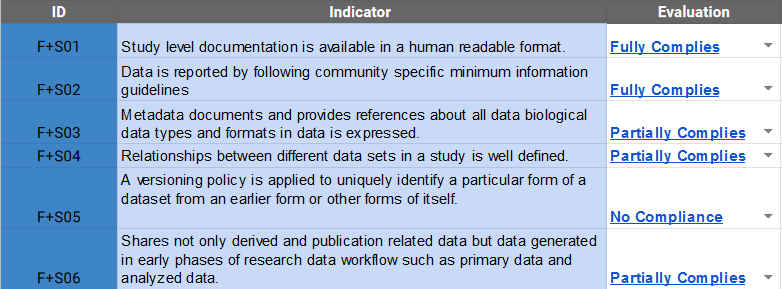 ID Indicator Evaluation
F+S01 Study level documentation is available in a human readable format. Fully Complies
Data is reported by following community specific minimum information
F+S02 guidelines Fully Complies
Metadata documents and provides references about all data biological
F+S03 data types and formats in data is expressed. Partially Complies
F+S04 Relationships between different data sets in a study is well defined. Partially Complies
A versioning policy is applied to uniquely identify a particular form of a
dataset from an earlier form or other forms of itself.
F+S05 No Compliance
Shares not only derived and publication related data but data generated
in early phases of research data workflow such as primary data and
F+S06 analyzed data. Partially Complies